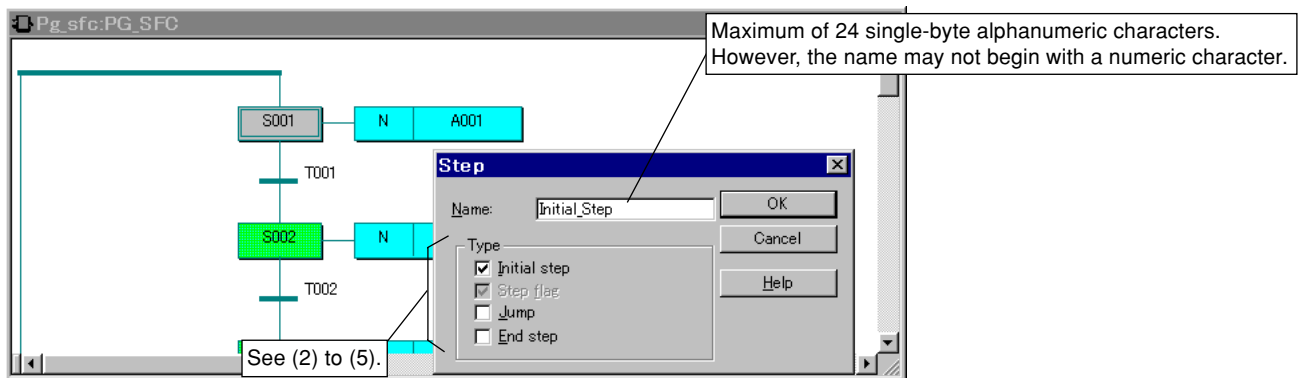 Pg_sfc:PG_SFC
Maximum of 24 single-byte alphanumeric characters.
However, the name may not begin with a numeric character.
S001 N A001
T001
Step
Name: Initial_Step OK
S002 N Cancel
Type
Initial step
Help
T002
Step flag
Jump
End step
See (2) to (5).